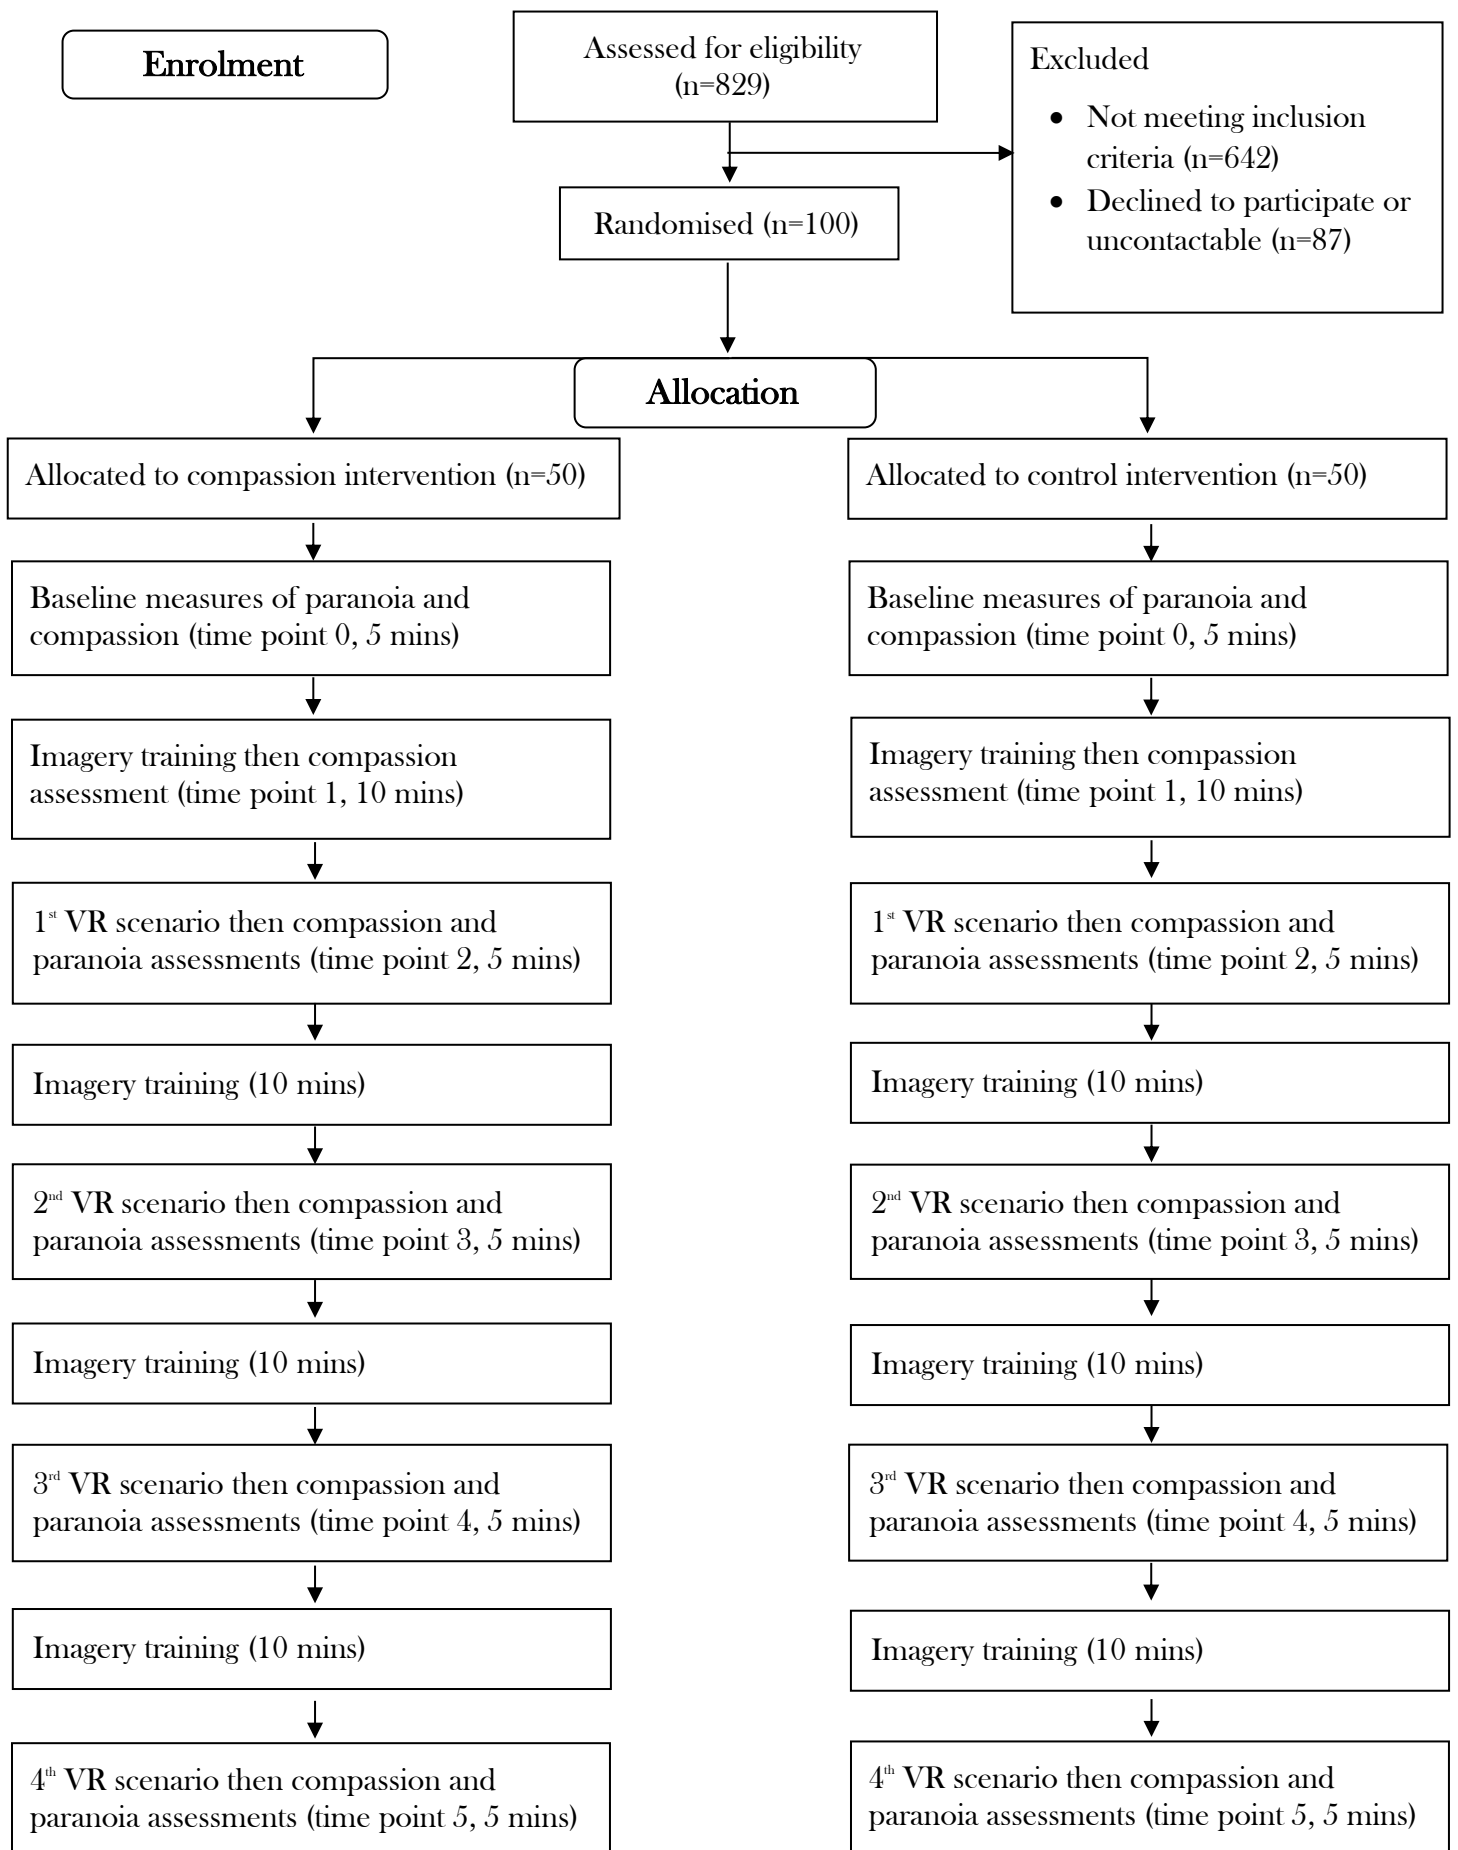 Enrolment
Assessed for eligibility
(n=829)
Excluded
• Not meeting inclusion
criteria (n=642)
• Declined to participate or
uncontactable (n=87)
Randomised (n=100)
Allocation
Allocated to compassion intervention (n=50)
Baseline measures of paranoia and
compassion (time point 0, 5 mins)
Imagery training then compassion
assessment (time point 1, 10 mins)
1st VR scenario then compassion and
paranoia assessments (time point 2, 5 mins)
Imagery training (10 mins)
2nd VR scenario then compassion and
paranoia assessments (time point 3, 5 mins)
Imagery training (10 mins)
3rd VR scenario then compassion and
paranoia assessments (time point 4, 5 mins)
Imagery training (10 mins)
4th VR scenario then compassion and
paranoia assessments (time point 5, 5 mins)
Allocated to control intervention (n=50)
Baseline measures of paranoia and
compassion (time point 0, 5 mins)
Imagery training then compassion
assessment (time point 1, 10 mins)
1st VR scenario then compassion and
paranoia assessments (time point 2, 5 mins)
Imagery training (10 mins)
2nd VR scenario then compassion and
paranoia assessments (time point 3, 5 mins)
Imagery training (10 mins)
3rd VR scenario then compassion and
paranoia assessments (time point 4, 5 mins)
Imagery training (10 mins)
4th VR scenario then compassion and
paranoia assessments (time point 5, 5 mins)